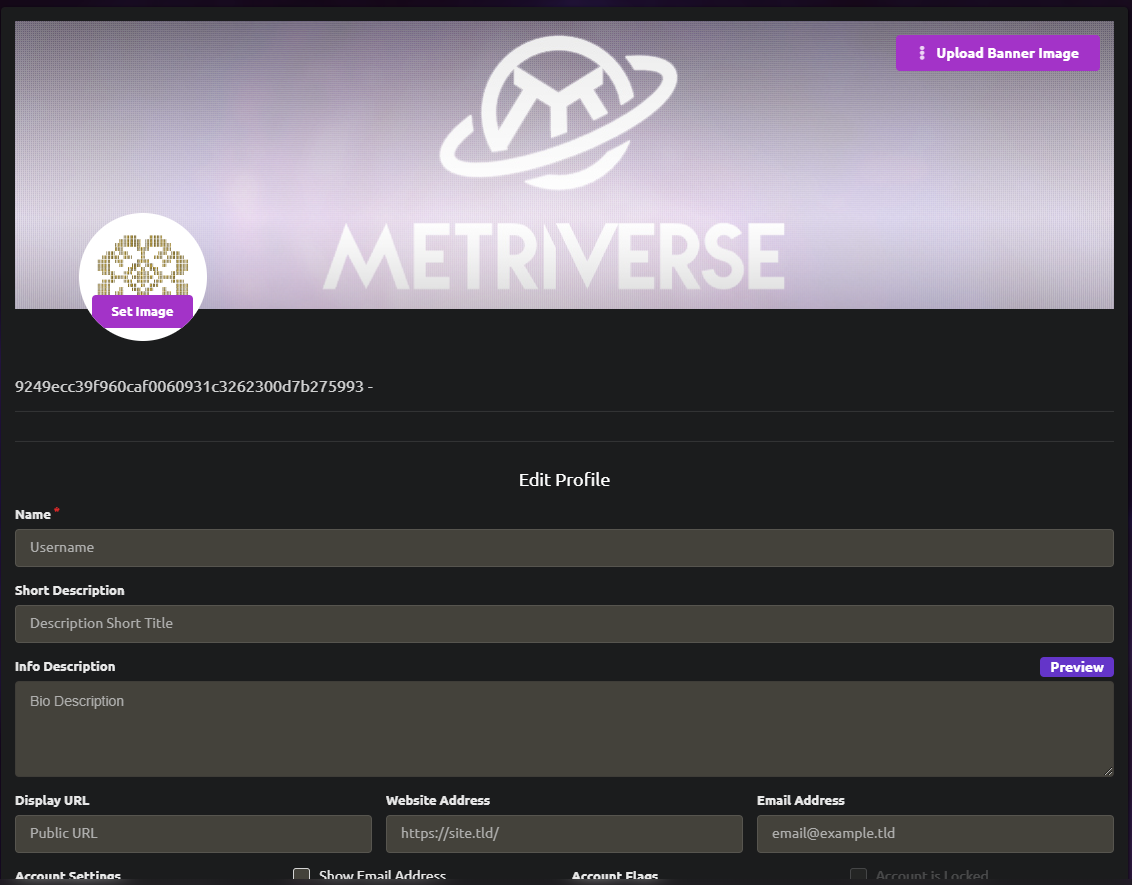 Upload Banner Image
METRIVERSE
Set Image
9249ecc39f960caf0060931c3262300d7b275993 -
Edit Profile
Name *
Username
Short Description
Description Short Title
Info Description Preview
Bio Description
Display URL Website Address Email Address
Public URL https://site.tld/ email@example.tld
Account Settings Show Email Address Account Flags Account is Locked